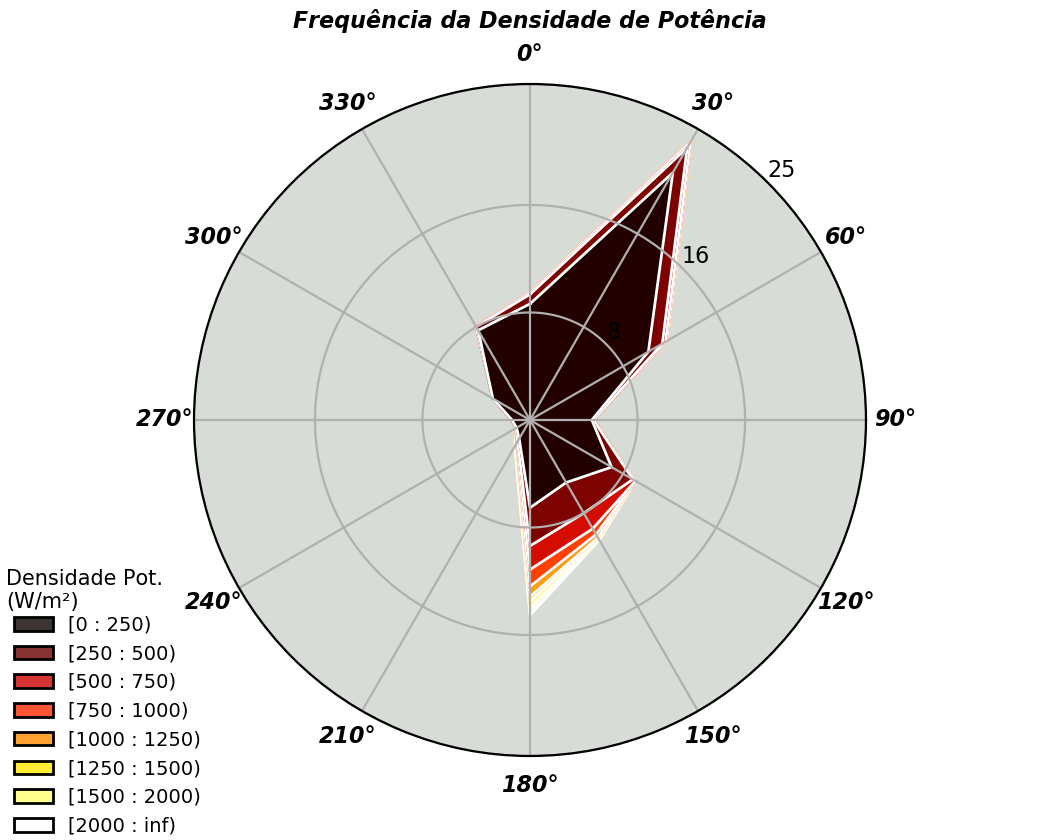 Frequência da Densidade de Potência
0°
330°
30°
25
300°
60°
16
8
270°
90°
Densidade Pot.
(W/m²)
240°
120°
[0 : 250)
[250 : 500)
[500 : 750)
[750 : 1000)
210°
150°
[1000 : 1250)
[1250 : 1500)
180°
[1500 : 2000)
[2000 : inf)